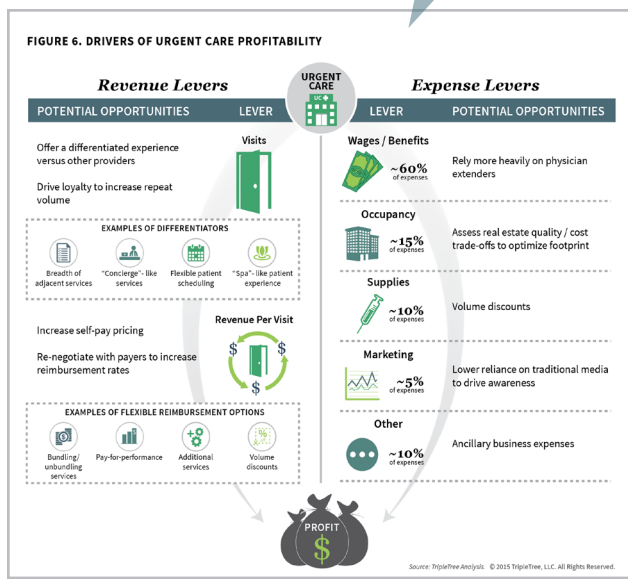 FIGURE 6. DRIVERS OF URGENT CARE PROFITABILITY
Revenue Levers
URGENT
CARE
UC
Expense Levers
POTENTIAL OPPORTUNITIES
LEVER
LEVER
POTENTIAL OPPORTUNITIES
Visits
Offer a differentiated experience
versus other providers
Drive loyalty to increase repeat
volume
EXAMPLES OF DIFFERENTIATORS
Breadth of
adjacent services
"Concierge"- like
services
Flexible patient
scheduling
"Spa"- like patient
experience
Revenue Per Visit
Increase self-pay pricing
Re-negotiate with payers to increase
reimbursement rates
$
$
$
EXAMPLES OF FLEXIBLE REIMBURSEMENT OPTIONS
Bundling/
unbundling
services
Pay-for-performance
Additional
services
Volume
discounts
Wages / Benefits
~60%
of expenses
Rely more heavily on physician
extenders
Occupancy
~15%
of expenses
Assess real estate quality / cost
trade-offs to optimize footprint
Supplies
~10%
of expenses
Volume discounts
Marketing
~5%
of expenses
Lower reliance on traditional media
to drive awareness
Other
~10%
of expenses
Ancillary business expenses
PROFIT
$
Source: TripleTree Analysis. © 2015 TripleTree, LLC. All Rights Reserved.